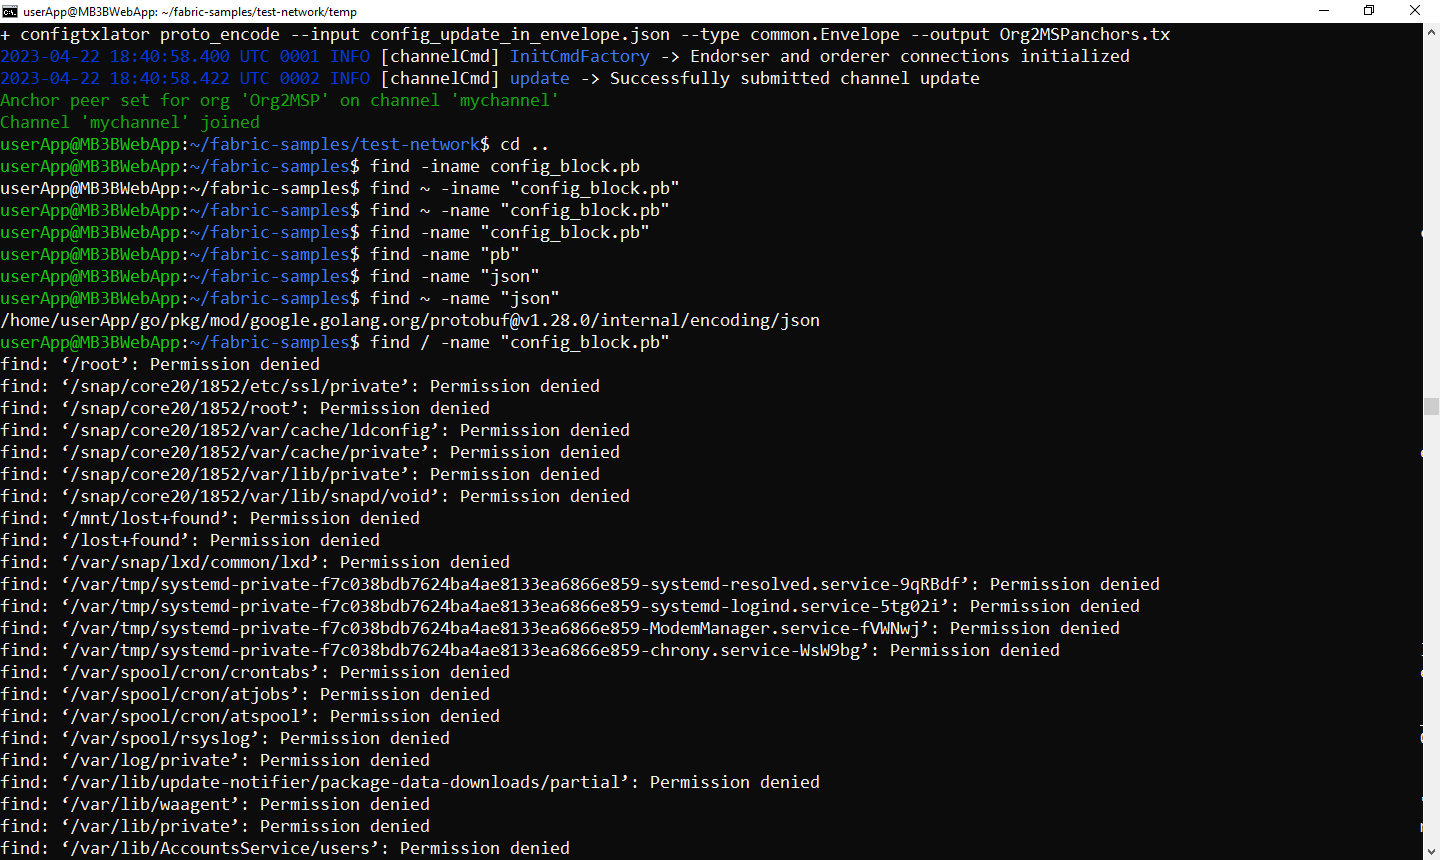 userApp@MB3BWebApp: ~/fabric-samples/test-network/temp
+ configtxlator proto_encode --input config_update_in_envelope.json --type common.Envelope --output Org2MSPanchors.tx
2023-04-22 18:40:58.400 UTC 0001 INFO [channelCmd] InitCmdFactory -> Endorser and orderer connections initialized
2023-04-22 18:40:58.422 UTC 0002 INFO [channelCmd] update -> Successfully submitted channel update
Anchor peer set for org 'Org2MSP' on channel 'mychannel'
Channel 'mychannel' joined
userApp@MB3BWebApp:~/fabric-samples/test-network$ cd ..
userApp@MB3BWebApp:~/fabric-samples$ find -iname config_block.pb
userApp@MB3BWebApp:~/fabric-samples$ find ~ -iname "config_block.pb"
userApp@MB3BWebApp:~/fabric-samples$ find ~ -name "config_block.pb"
userApp@MB3BWebApp:~/fabric-samples$ find -name "config_block.pb"
userApp@MB3BWebApp:~/fabric-samples$ find -name "pb"
userApp@MB3BWebApp:~/fabric-samples$ find -name "json"
userApp@MB3BWebApp:~/fabric-samples$ find ~ -name "json"
/home/userApp/go/pkg/mod/google.golang.org/protobuf@v1.28.0/internal/encoding/json
userApp@MB3BWebApp:~/fabric-samples$ find / -name "config_block.pb"
find: ‘/root’: Permission denied
find: ‘/snap/core20/1852/etc/ssl/private’: Permission denied
find: ‘/snap/core20/1852/root’: Permission denied
find: ‘/snap/core20/1852/var/cache/ldconfig’: Permission denied
find: ‘/snap/core20/1852/var/cache/private’: Permission denied
find: ‘/snap/core20/1852/var/lib/private’: Permission denied
find: ‘/snap/core20/1852/var/lib/snapd/void’: Permission denied
find: ‘/mnt/lost+found’: Permission denied
find: ‘/lost+found’: Permission denied
find: ‘/var/snap/lxd/common/lxd’: Permission denied
find: ‘/var/tmp/systemd-private-f7c038bdb7624ba4ae8133ea6866e859-systemd-resolved.service-9qRBdf’: Permission denied
find: ‘/var/tmp/systemd-private-f7c038bdb7624ba4ae8133ea6866e859-systemd-logind.service-5tg02i’: Permission denied
find: ‘/var/tmp/systemd-private-f7c038bdb7624ba4ae8133ea6866e859-ModemManager.service-fVWNwj’: Permission denied
find: ‘/var/tmp/systemd-private-f7c038bdb7624ba4ae8133ea6866e859-chrony.service-WsW9bg’: Permission denied
find: ‘/var/spool/cron/crontabs’: Permission denied
find: ‘/var/spool/cron/atjobs’: Permission denied
find: ‘/var/spool/cron/atspool’: Permission denied
find: ‘/var/spool/rsyslog’: Permission denied
find: ‘/var/log/private’: Permission denied
find: ‘/var/lib/update-notifier/package-data-downloads/partial’: Permission denied
find: ‘/var/lib/waagent’: Permission denied
find: ‘/var/lib/private’: Permission denied
find: ‘/var/lib/AccountsService/users’: Permission denied